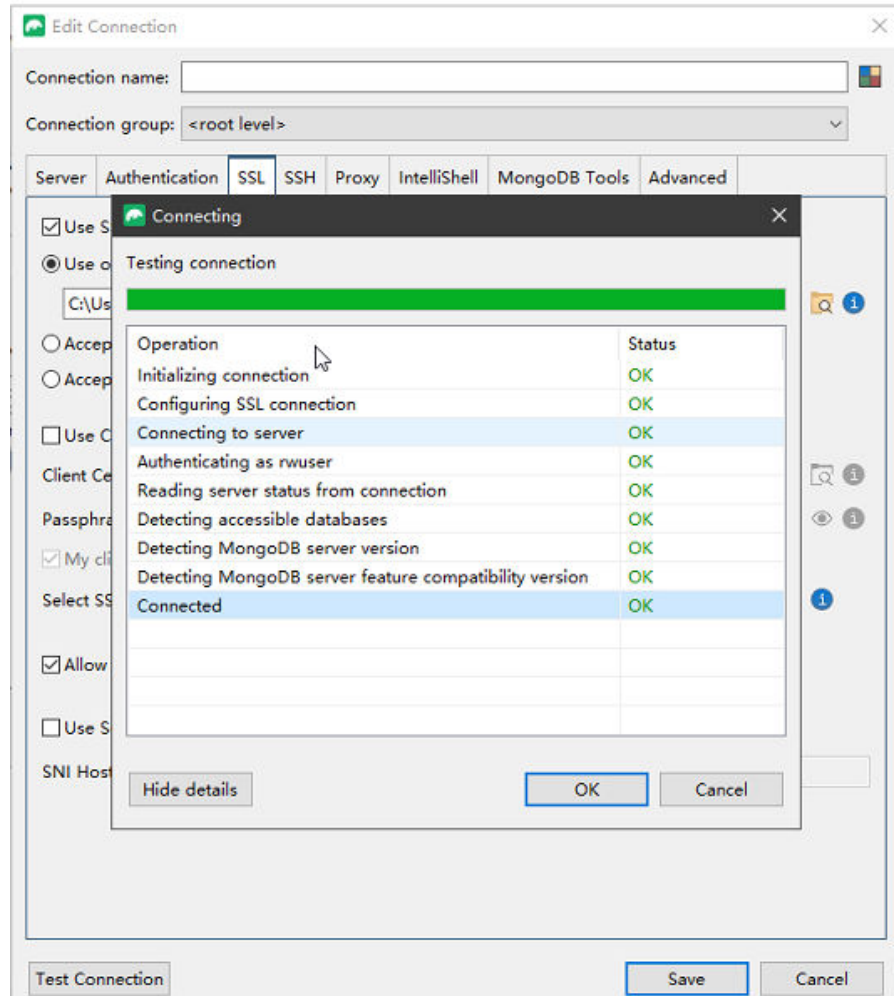 Edit Connection
Connection name:
Connection group: <root level>
Server Authentication SSL SSH Proxy IntelliShell MongoDB Tools Advanced
Use S
Connecting
Use o
Testing connection
C:\Us
Accep
Operation Status
Initializing connection OK
Accep
Configuring SSL connection OK
Use C
Connecting to server OK
Authenticating as rwuser OK
Client Ce
Reading server status from connection OK
Passphra
Detecting accessible databases OK
Detecting MongoDB server version OK
My cli
Detecting MongoDB server feature compatibility version OK
Select SS
Connected OK
Allow
Use S
SNI Host
Hide details OK Cancel
Test Connection Save Cancel